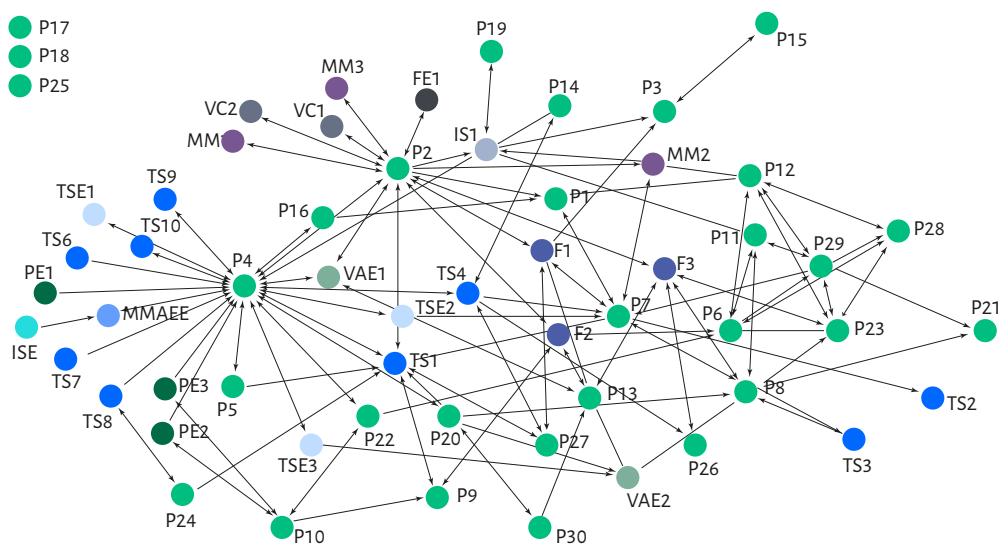 P17
P18
P25
P19
P15
MM3
FE1
P14
P3
VC2
VC1
IS1
MM
P2
MM2
P12
TSE1
TS9
P16
P1
P28
TS10
P11
TS6
P4
F1
P29
PE1
VAE1
TS4
F3
MMAEE
TSE2
P7
P6
P23
P21
ISE
F2
TS7
TS1
PE3
P5
P13
P8
TS2
TS8
PE2
P22
P20
P27
P26
TS3
TSE3
P24
P9
VAE2
P10
P30